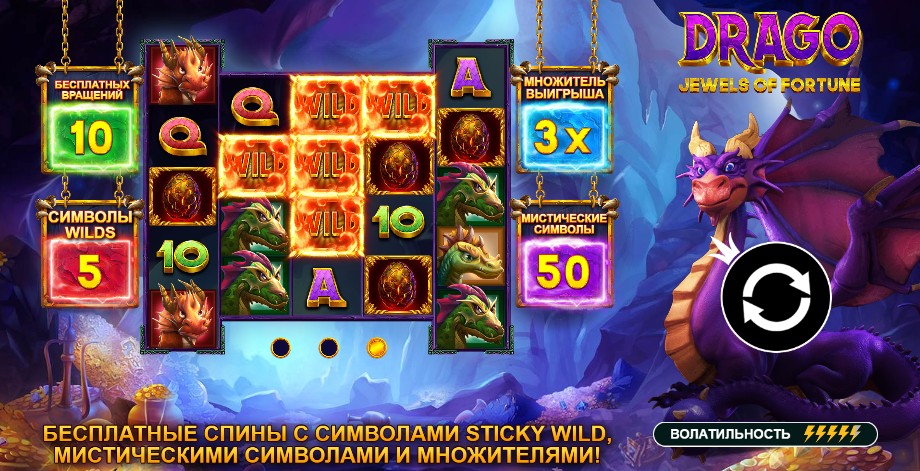 DRAGO
JEWELS OF FORTUNE
БЕСПЛАТНЫХ
ВРАЩЕНИЙ
10
СИМВОЛЫ
WILDS
5
A
Q
WILD
WILD
Q
WILD
WILD
10
WILD
10
A
МНОЖИТЕЛЬ
ВЫИГРЫША
3x
МИСТИЧЕСКИЕ
СИМВОЛЫ
50
БЕСПЛАТНЫЕ СПИНЫ С СИМВОЛАМИ STICKY WILD,
МИСТИЧЕСКИМИ СИМВОЛАМИ И МНОЖИТЕЛЯМИ!
ВОЛАТИЛЬНОСТЬ